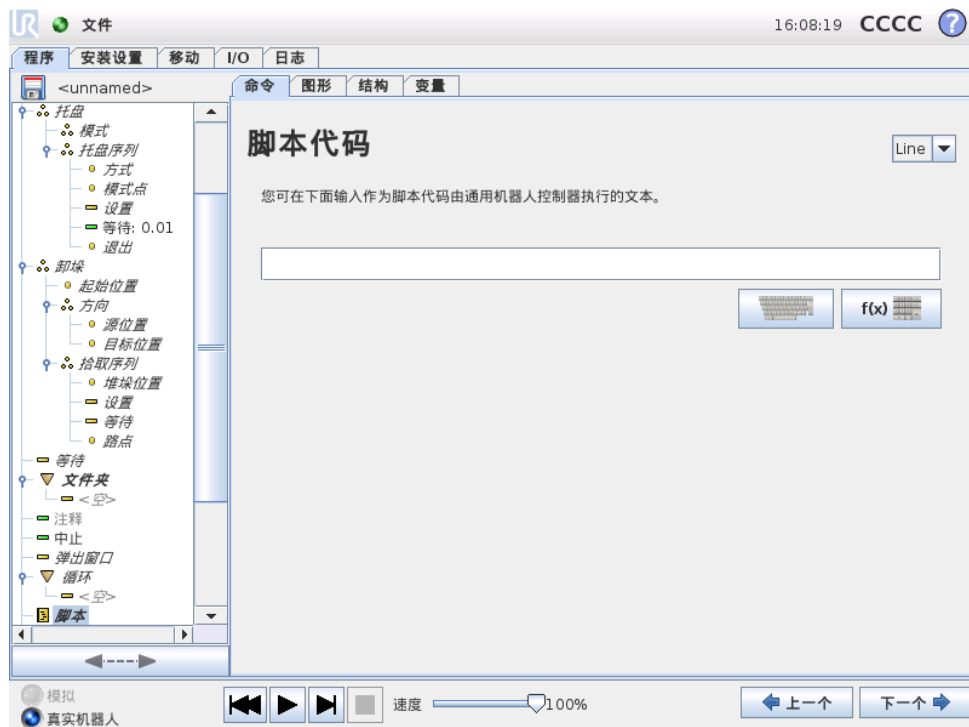 UR 文件 16:08:19 CCCC ?
程序 安装设置 移动 I/O 日志
<unnamed>
命令 图形 结构 变量
托盘
模式
托盘序列
方式
模式点
设置
等待: 0.01
退出
卸垛
起始位置
方向
源位置
目标位置
拾取序列
堆垛位置
设置
等待
路点
等待
文件夹
<空>
注释
中止
弹出窗口
循环
<空>
脚本
脚本代码
Line
您可在下面输入作为脚本代码由通用机器人控制器执行的文本。
f(x)
模拟
真实机器人
速度 100%
上一个 下一个